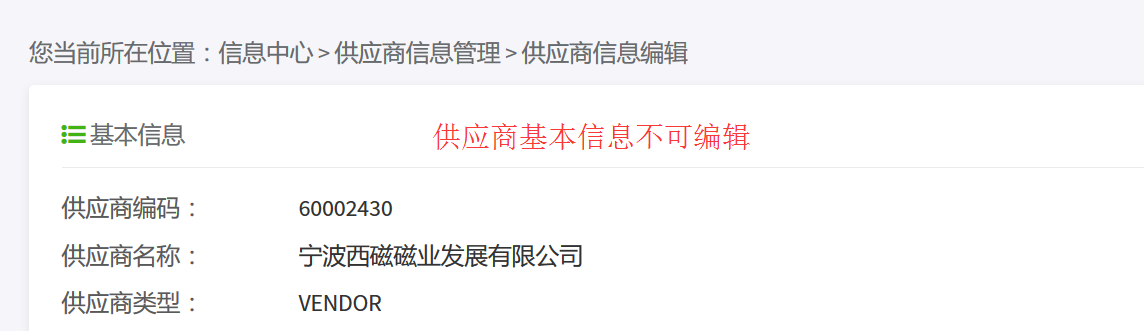 您当前所在位置：信息中心 > 供应商信息管理 > 供应商信息编辑
基本信息
供应商基本信息不可编辑
供应商编码： 60002430
供应商名称： 宁波西磁磁业发展有限公司
供应商类型： VENDOR